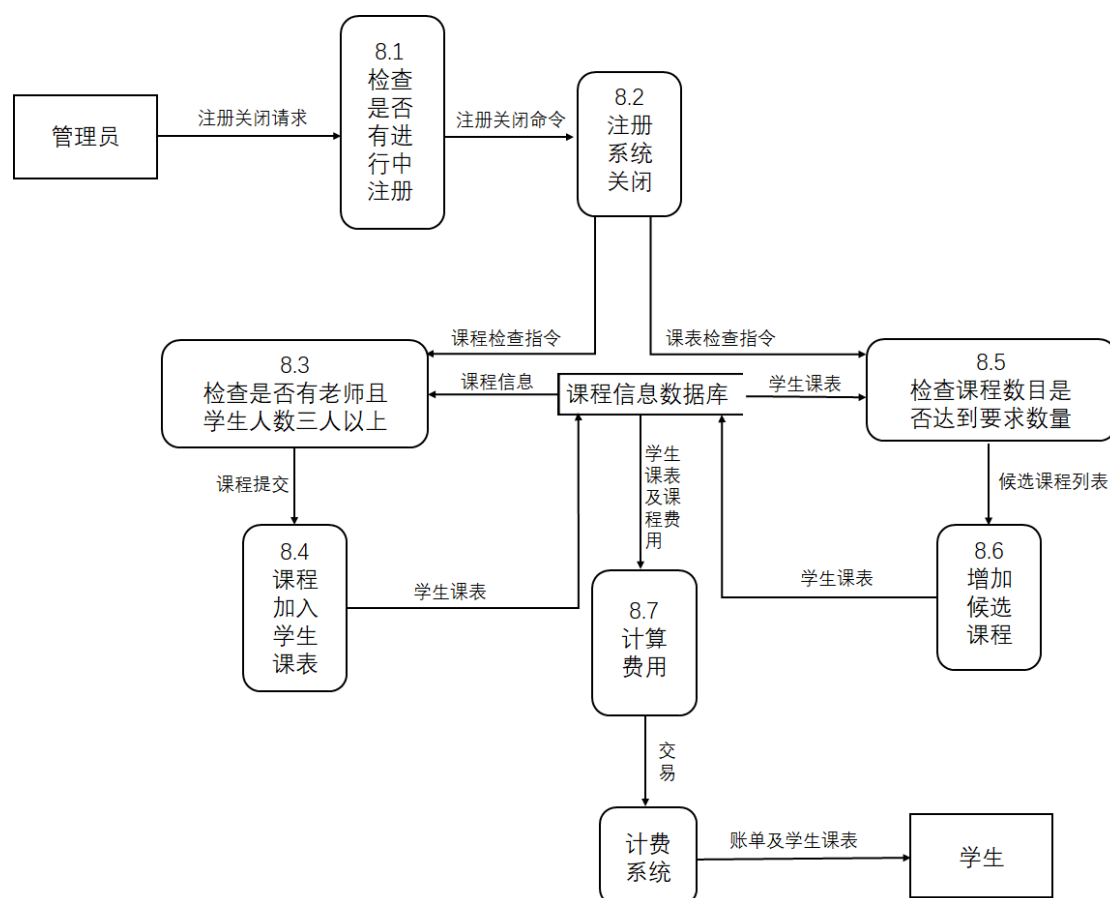 管理员
注册关闭请求
8.1
检查
是否
有进
行中
注册
注册关闭命令
8.2
注册
系统
关闭
课程检查指令
课表检查指令
8.3
检查是否有老师且
学生人数三人以上
课程信息
课程信息数据库
学生课表
8.5
检查课程数目是
否达到要求数量
课程提交
学生
课表
及课
程费
用
候选课程列表
8.4
课程
加入
学生
课表
学生课表
8.7
计算
费用
学生课表
8.6
增加
候选
课程
交
易
计费
系统
账单及学生课表
学生